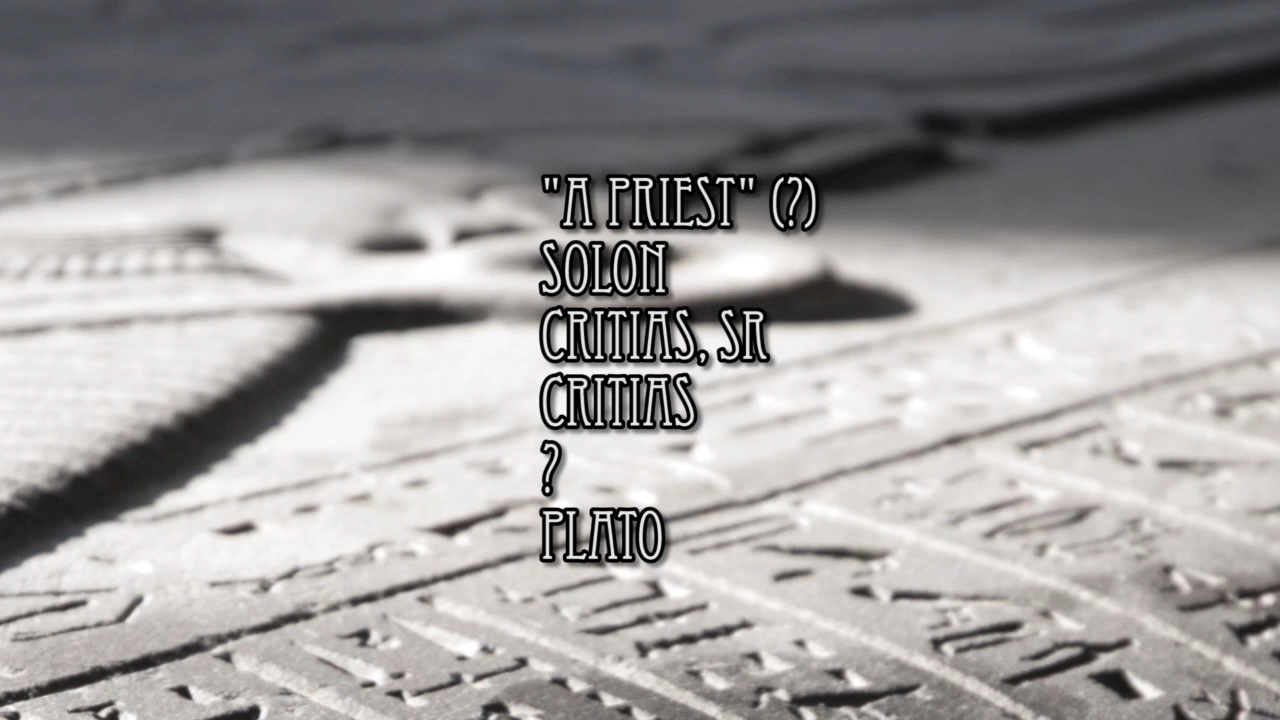 "A PRIEST" (?)
SOLON
CRITIAS, SR
CRITIAS
?
PLATO